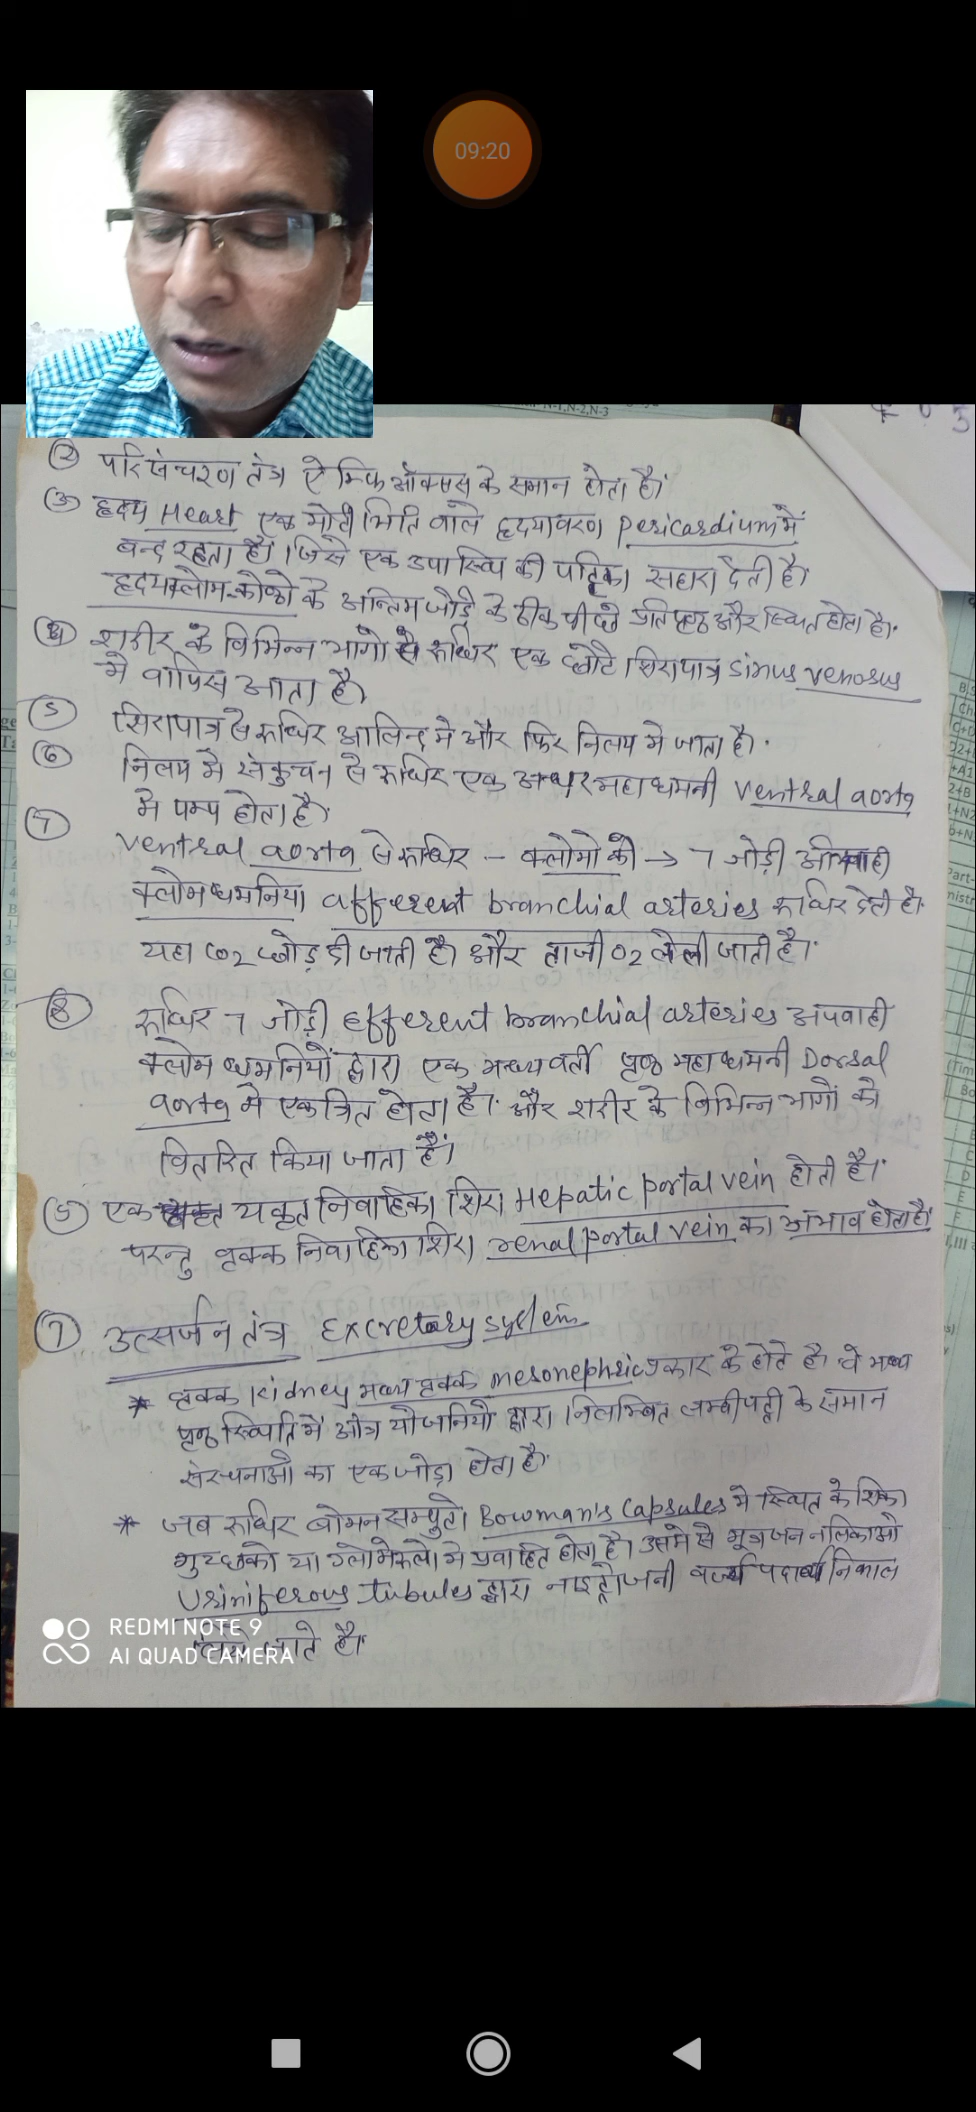 09:20
N-1,N-2,N-3
② परिसंचरण तंत्र ऐम्फिऑक्सस के समान होता है।
③ हृदय Heart एक मोटी भित्ति वाले हृदयावरण pericardium में
बन्द रहता है। जिसे एक उपास्थि की पट्टिका सहारा देती है।
हृदय क्लोम-कोष्ठो के अन्तिम जोड़े के ठीक पीछे प्रति पृष्ठ और स्थित होता है।
④ शरीर के विभिन्न भागो से रूधिर एक छोटे शिरापात्र sinus venosus
मे वापिस आता है।
⑤ सिरापात्र से रूधिर आलिन्द मे और फिर निलय मे जाता है।
⑥ निलय मे संकुचन से रूधिर एक अधर महाधमनी ventral aorta
मे पम्प होता है।
⑦ ventral aorta से रूधिर – क्लोमो की → 7 जोड़ी अभिवाही
क्लोम धमनिया afferent branchial arteries रूधिर देती है।
यहा CO2 छोड़ दी जाती है और ताजी O2 ले ली जाती है।
⑧ रूधिर 7 जोड़ी efferent branchial arteries अपवाही
क्लोम धमनियों द्वारा एक मध्यवर्ती पृष्ठ महाधमनी Dorsal
aorta मे एकत्रित होता है। और शरीर के विभिन्न भागों को
वितरित किया जाता है।
⑤ एक यकृत निवाहिका शिरा Hepatic portal vein होती है।
परन्तु वृक्क निवाहिका शिरा renal portal vein का अभाव होता है।
⑦ उत्सर्जन तंत्र Excretory system
* वृक्क Kidney मध्य वृक्क mesonephric प्रकार के होते है। ये मध्य
पृष्ठ स्थिति में आंत्र योजनियो द्वारा निलम्बित लम्बी पट्टी के समान
संरचनाओ का एक जोड़ा होता है।
* जब रूधिर बोमन सम्पुटो Bowman's Capsules मे स्थित केशिका
गुच्छको या ग्लोमेरूलो मे प्रवाहित होता है। उसमे से मूत्रजन नलिकाओ
Uriniferous tubules द्वारा नाइट्रोजनी वर्ज्य पदार्थ निकाल
लिये जाते है।
REDMI NOTE 9
AI QUAD CAMERA